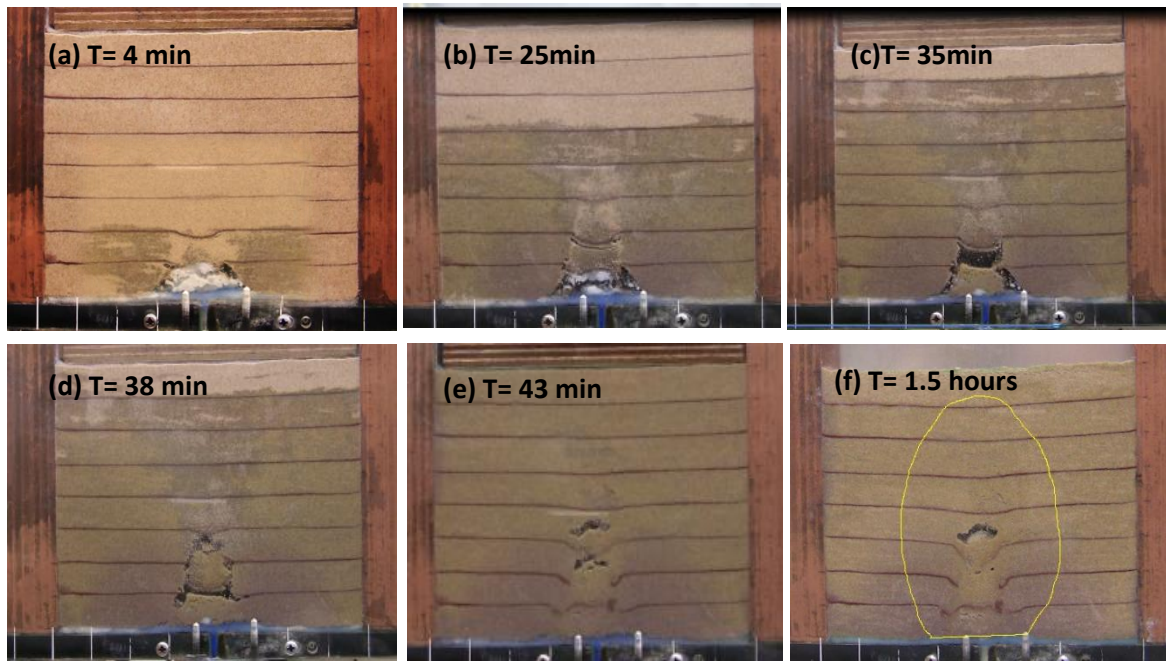 (a) T= 4 min
(b) T= 25min
(c)T= 35min
(d) T= 38 min
(e) T= 43 min
(f) T= 1.5 hours